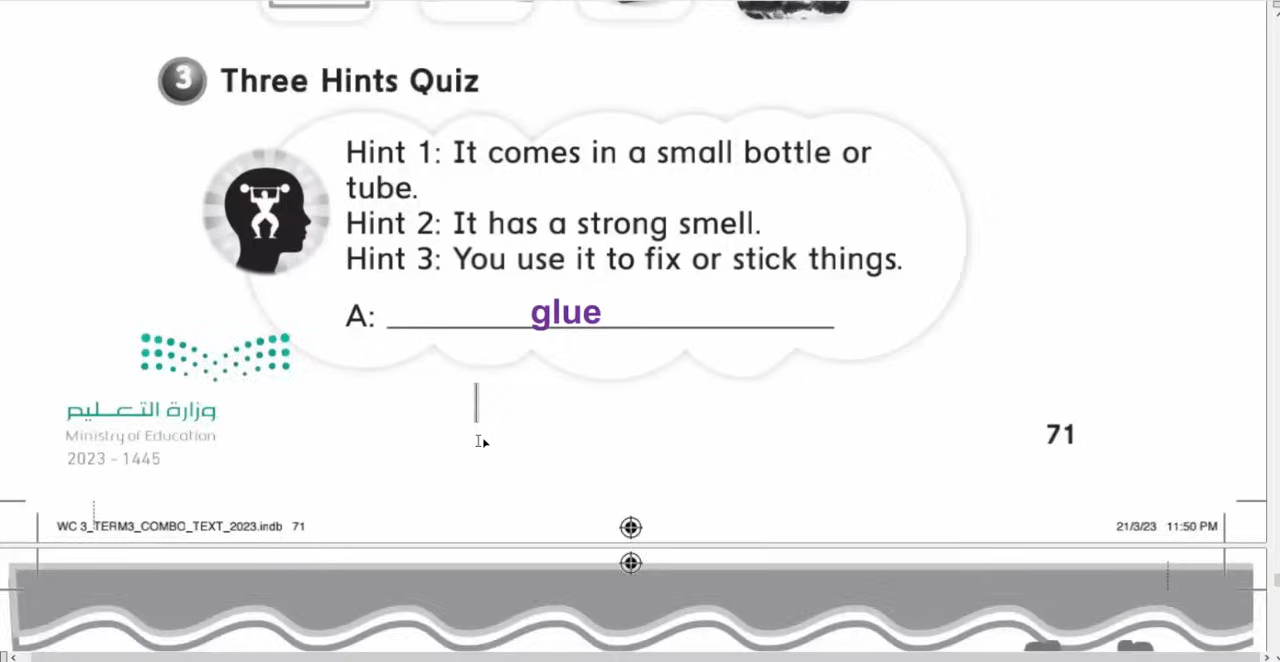 3 Three Hints Quiz
Hint 1: It comes in a small bottle or
tube.
Hint 2: It has a strong smell.
Hint 3: You use it to fix or stick things.
A: glue
وزارة التعليم
Ministry of Education
2023 - 1445
71
WC 3_TERM3_COMBO_TEXT_2023.indb 71
21/3/23 11:50 PM